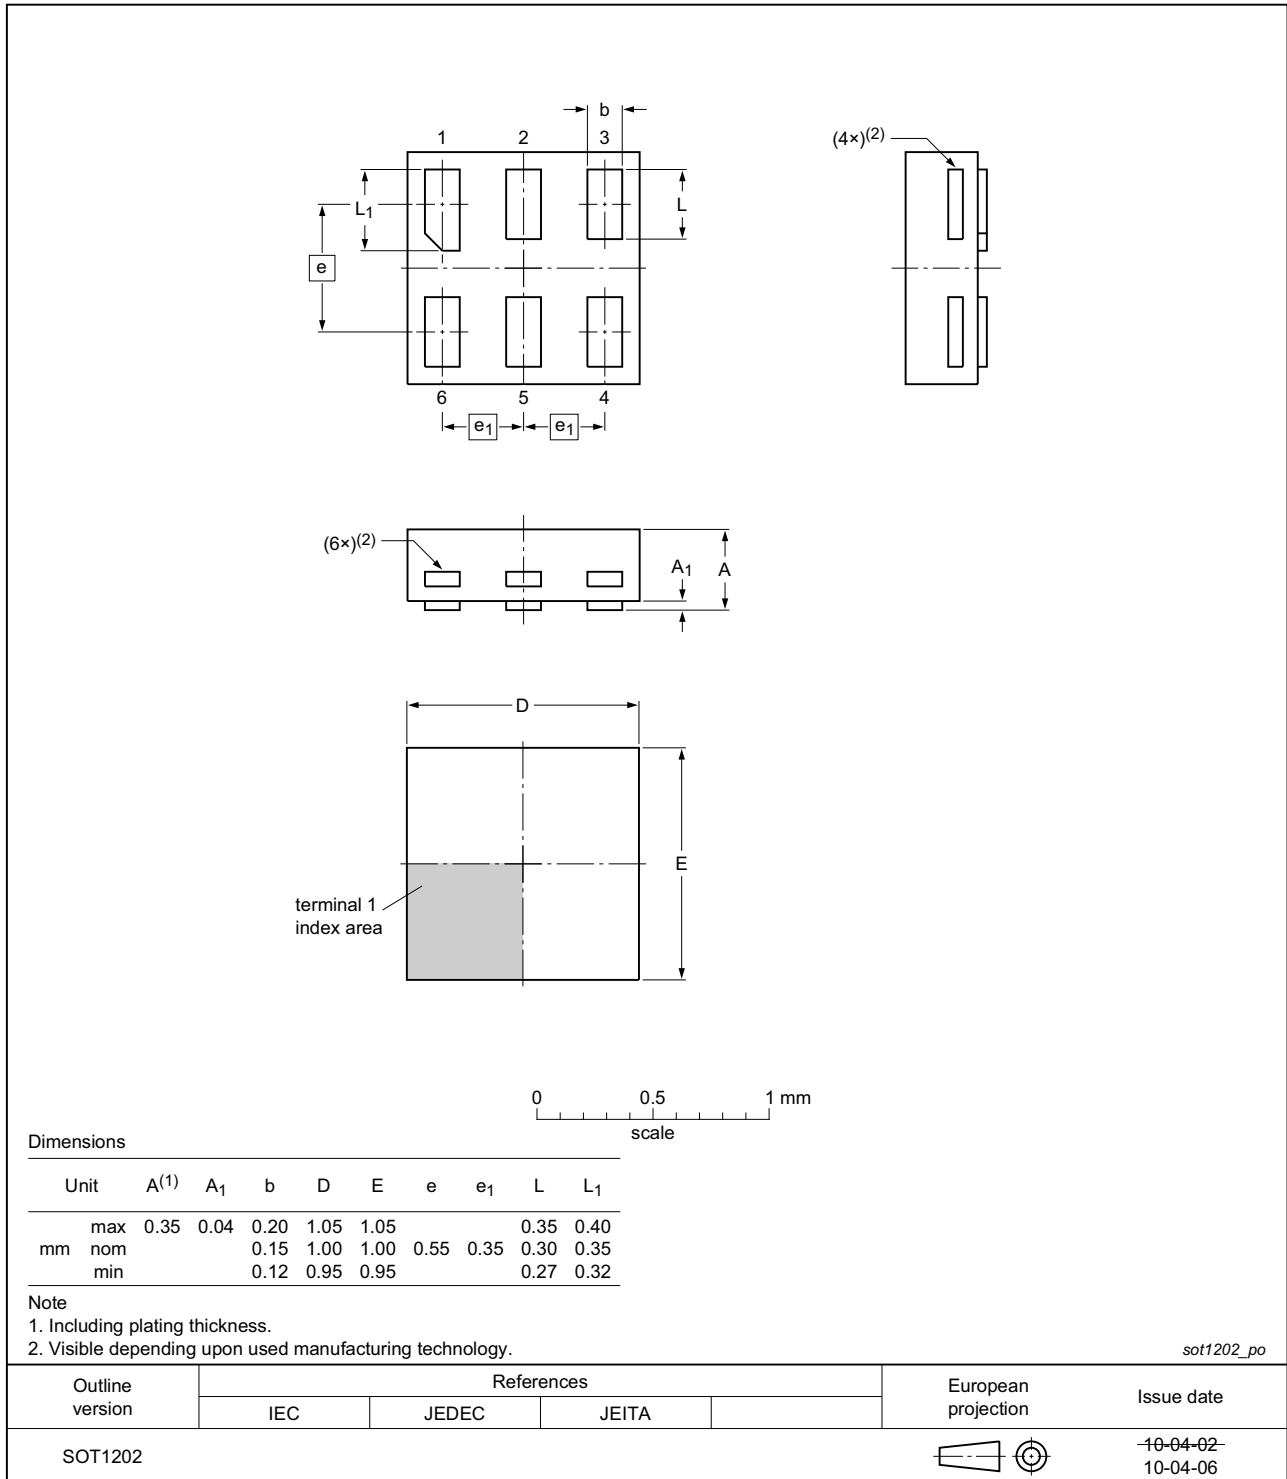 b
1 2 3
(4×)(2)
L1
L
e
6 5 4
e1 e1
(6×)(2)
A1 A
D
E
terminal 1
index area
0 0.5 1 mm
scale
Dimensions
Unit A(1) A1 b D E e e1 L L1
max 0.35 0.04 0.20 1.05 1.05 0.35 0.40
mm nom 0.15 1.00 1.00 0.55 0.35 0.30 0.35
min 0.12 0.95 0.95 0.27 0.32
Note
1. Including plating thickness.
2. Visible depending upon used manufacturing technology.
sot1202_po
Outline
version
References
IEC JEDEC JEITA
European
projection
Issue date
SOT1202
10-04-02
10-04-06